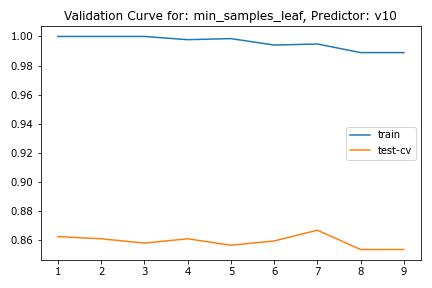 Validation Curve for: min_samples_leaf, Predictor: v10
1.00
0.98
0.96
0.94
0.92
0.90
0.88
0.86
train
test-cv
1 2 3 4 5 6 7 8 9